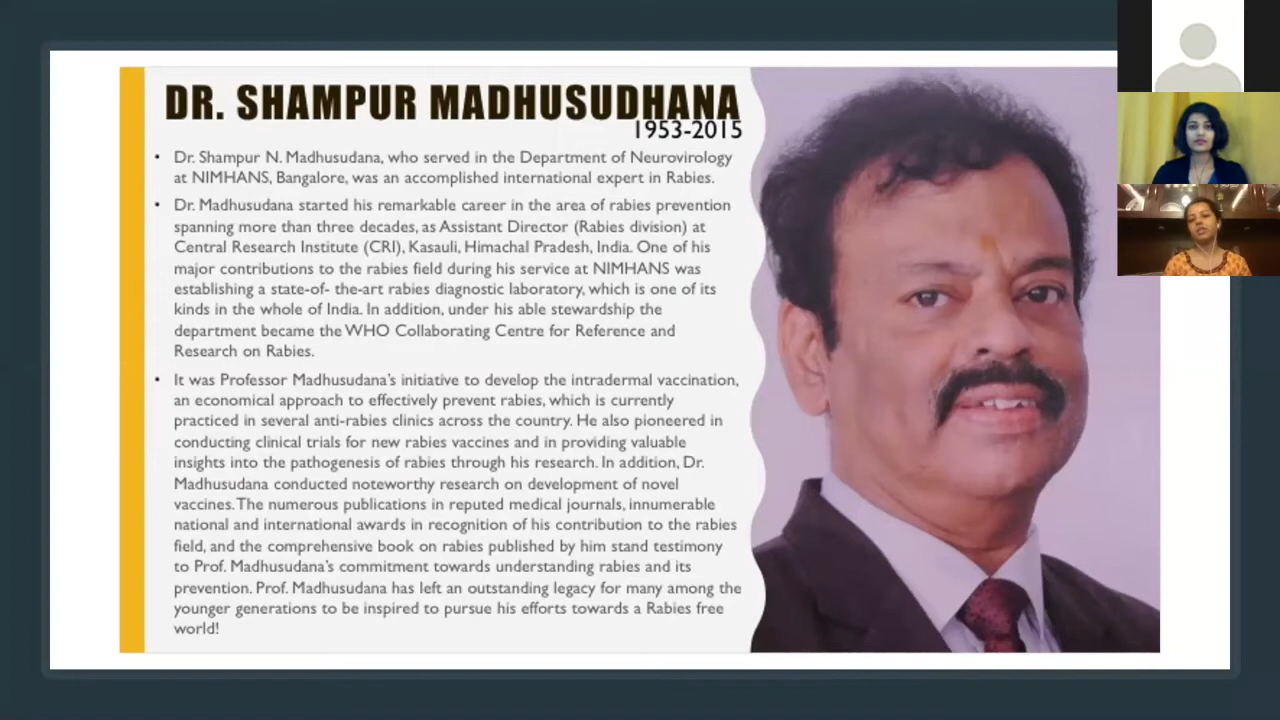 DR. SHAMPUR MADHUSUDHANA
1953-2015
• Dr. Shampur N. Madhusudana, who served in the Department of Neurovirology
at NIMHANS, Bangalore, was an accomplished international expert in Rabies.
• Dr. Madhusudana started his remarkable career in the area of rabies prevention
spanning more than three decades, as Assistant Director (Rabies division) at
Central Research Institute (CRI), Kasauli, Himachal Pradesh, India. One of his
major contributions to the rabies field during his service at NIMHANS was
establishing a state-of- the-art rabies diagnostic laboratory, which is one of its
kinds in the whole of India. In addition, under his able stewardship the
department became the WHO Collaborating Centre for Reference and
Research on Rabies.
• It was Professor Madhusudana's initiative to develop the intradermal vaccination,
an economical approach to effectively prevent rabies, which is currently
practiced in several anti-rabies clinics across the country. He also pioneered in
conducting clinical trials for new rabies vaccines and in providing valuable
insights into the pathogenesis of rabies through his research. In addition, Dr.
Madhusudana conducted noteworthy research on development of novel
vaccines. The numerous publications in reputed medical journals, innumerable
national and international awards in recognition of his contribution to the rabies
field, and the comprehensive book on rabies published by him stand testimony
to Prof. Madhusudana's commitment towards understanding rabies and its
prevention. Prof. Madhusudana has left an outstanding legacy for many among the
younger generations to be inspired to pursue his efforts towards a Rabies free
world!